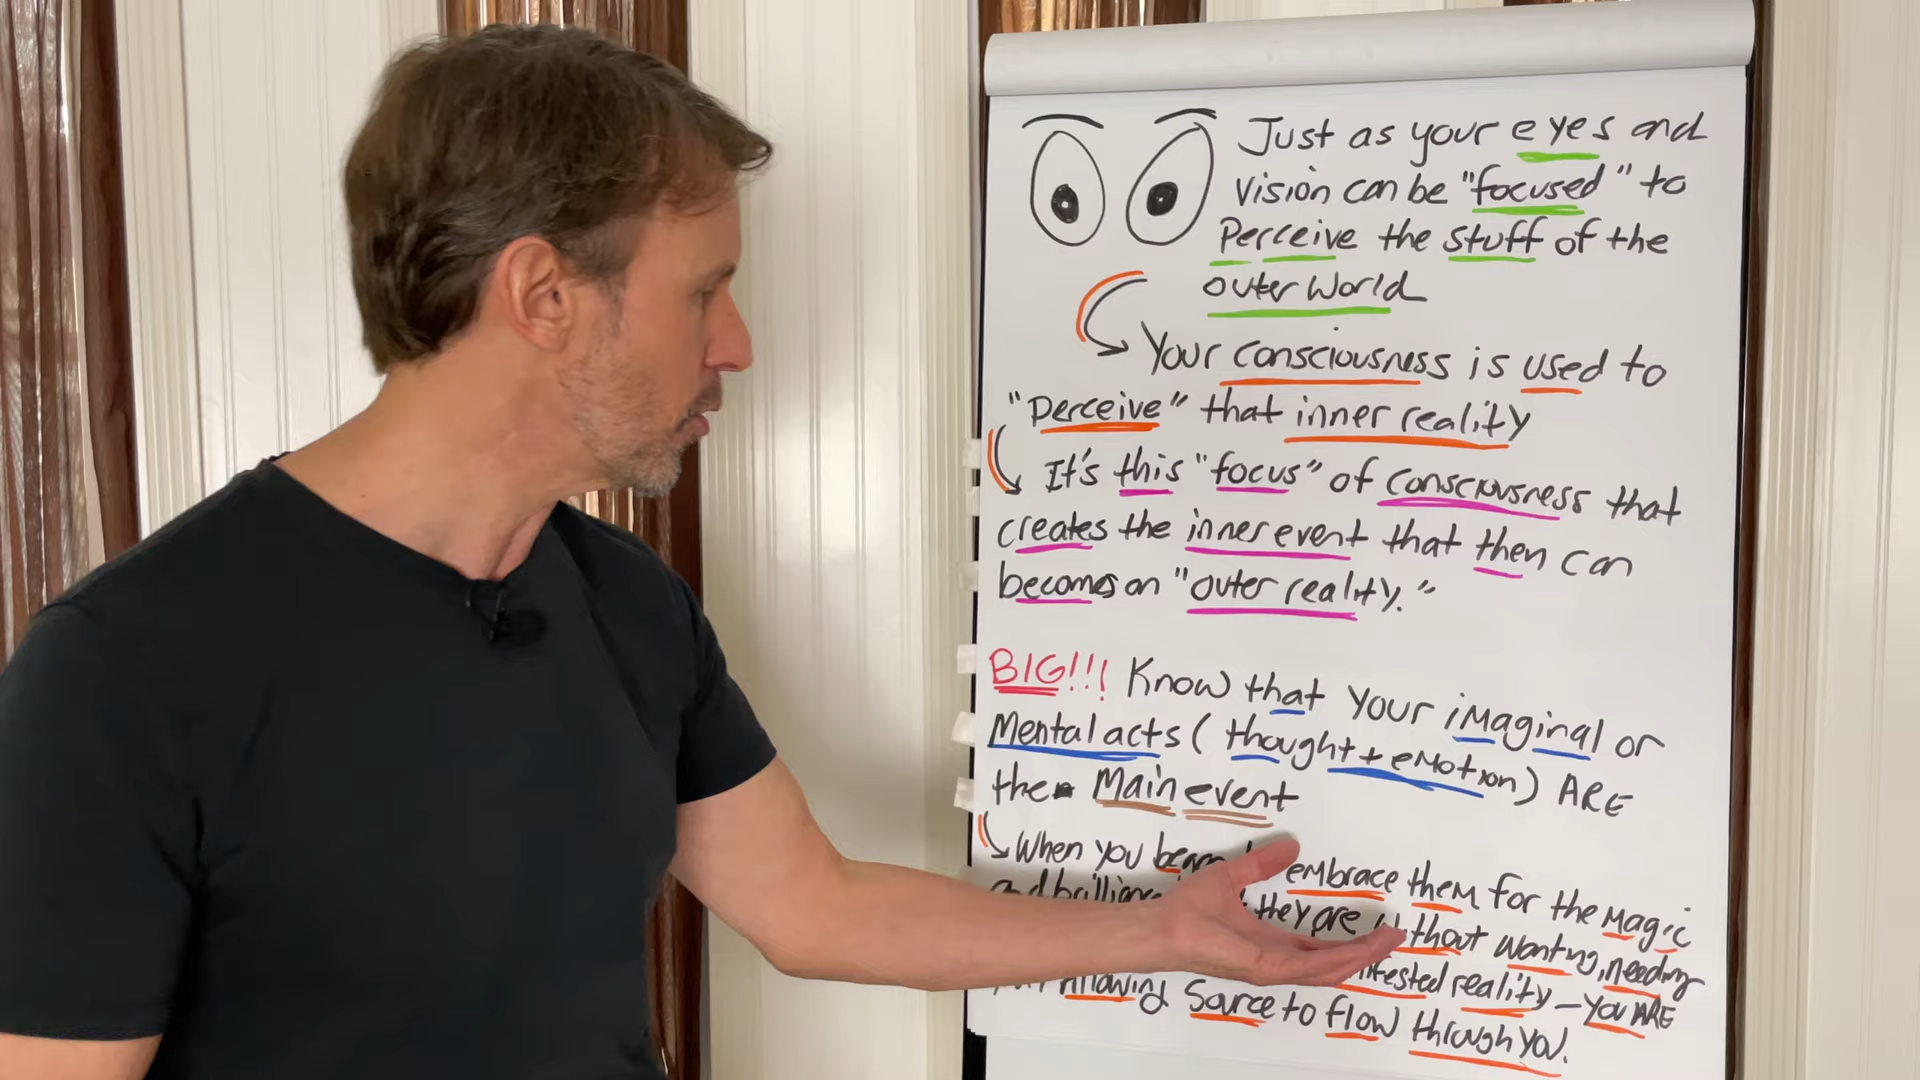 Just as your eyes and
vision can be "focused" to
Perceive the stuff of the
outer world
Your consciousness is used to
"Perceive" that inner reality
It's this "focus" of consciousness that
creates the inner event that then can
becomes an "outer reality."
BIG!!! Know that your imaginal or
Mental acts (thought + emotion) ARE
the Main event
When you embrace them for the magic
and they are without wanting, needing
reality - YOU ARE
Allowing Source to flow through you.